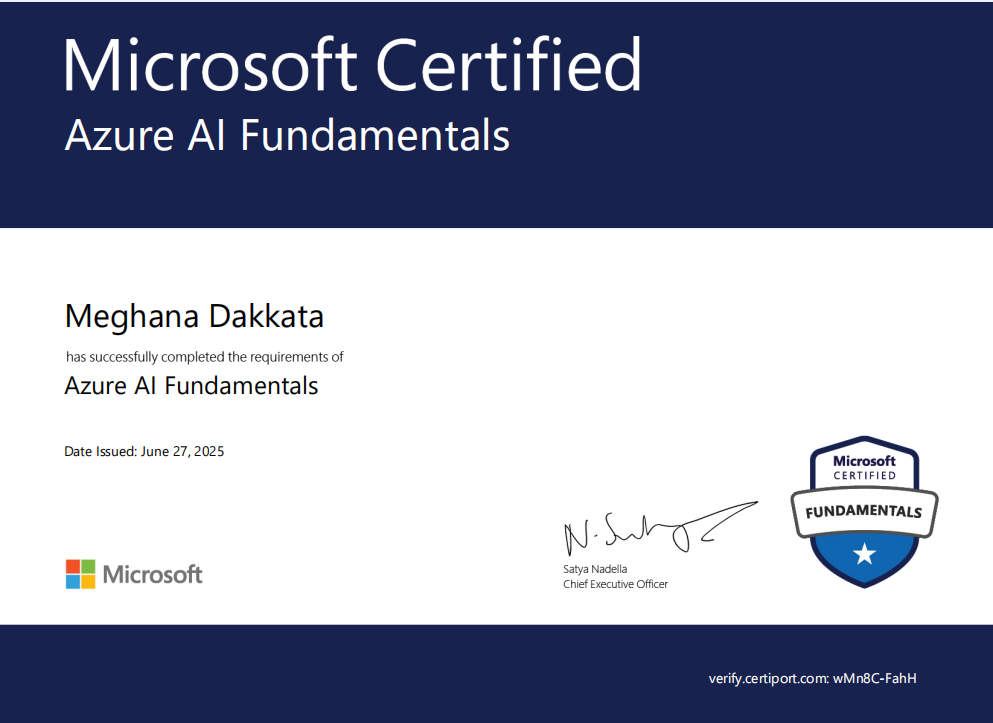 Microsoft Certified
Azure AI Fundamentals
Meghana Dakkata
has successfully completed the requirements of
Azure AI Fundamentals
Date Issued: June 27, 2025
Microsoft
CERTIFIED
FUNDAMENTALS
N. Satya
Satya Nadella
Chief Executive Officer
Microsoft
verify.certiport.com: wMn8C-FahH